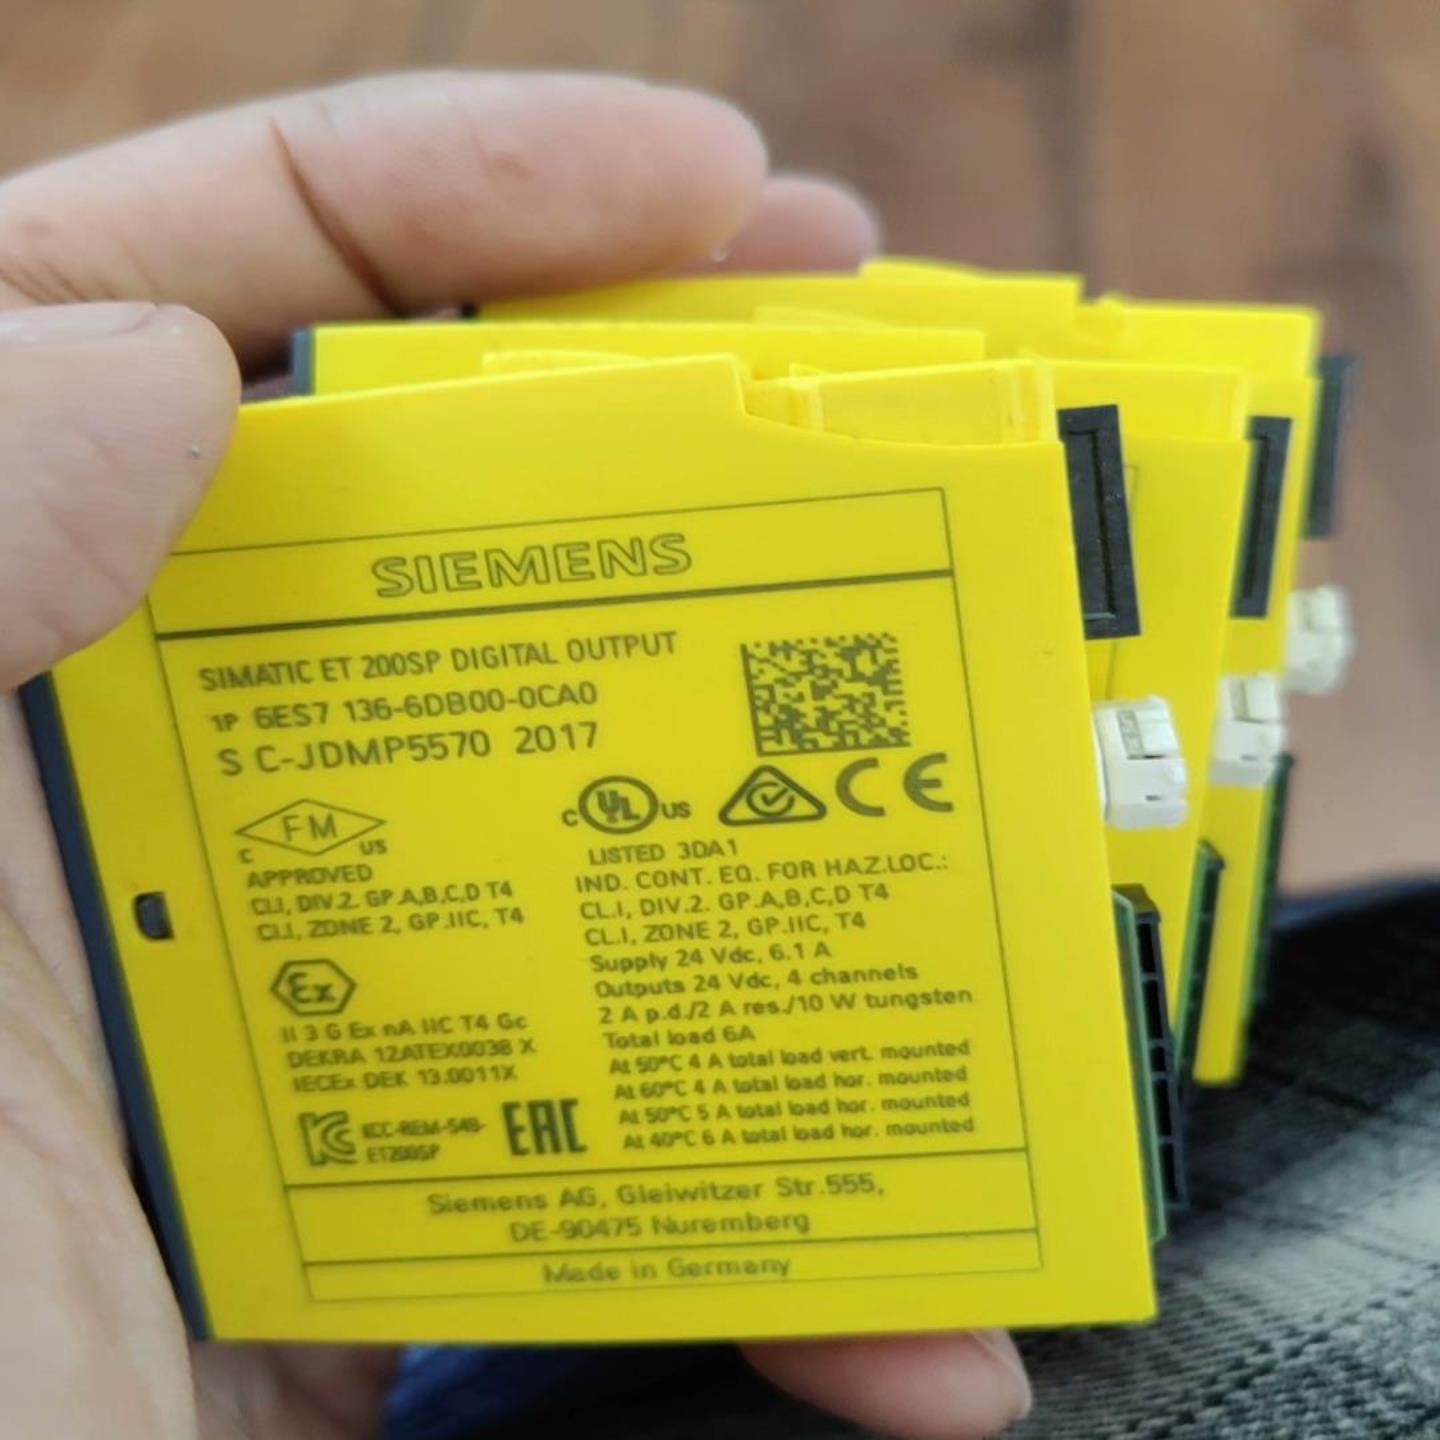 SIEMENS
SIMATIC ET 200SP DIGITAL OUTPUT
1P 6ES7 136-6DB00-0CA0
S C-JDMP5570 2017
FM
C US
APPROVED
CL.I, DIV.2. GP.A,B,C,D T4
CL.I, ZONE 2, GP.IIC, T4
Ex
II 3 G Ex nA IIC T4 Gc
DEKRA 12ATEX0038 X
IECEx DEK 13.0011X
KCC-REM-S49-
ET200SP
EAC
C UL US
CE
LISTED 3DA1
IND. CONT. EQ. FOR HAZ.LOC.:
CL.I, DIV.2. GP.A,B,C,D T4
CL.I, ZONE 2, GP.IIC, T4
Supply 24 Vdc, 6.1 A
Outputs 24 Vdc, 4 channels
2 A p.d./2 A res./10 W tungsten
Total load 6A
At 50°C 4 A total load vert. mounted
At 60°C 4 A total load hor. mounted
At 50°C 5 A total load hor. mounted
At 40°C 6 A total load hor. mounted
Siemens AG, Gleiwitzer Str.555,
DE-90475 Nuremberg
Made in Germany